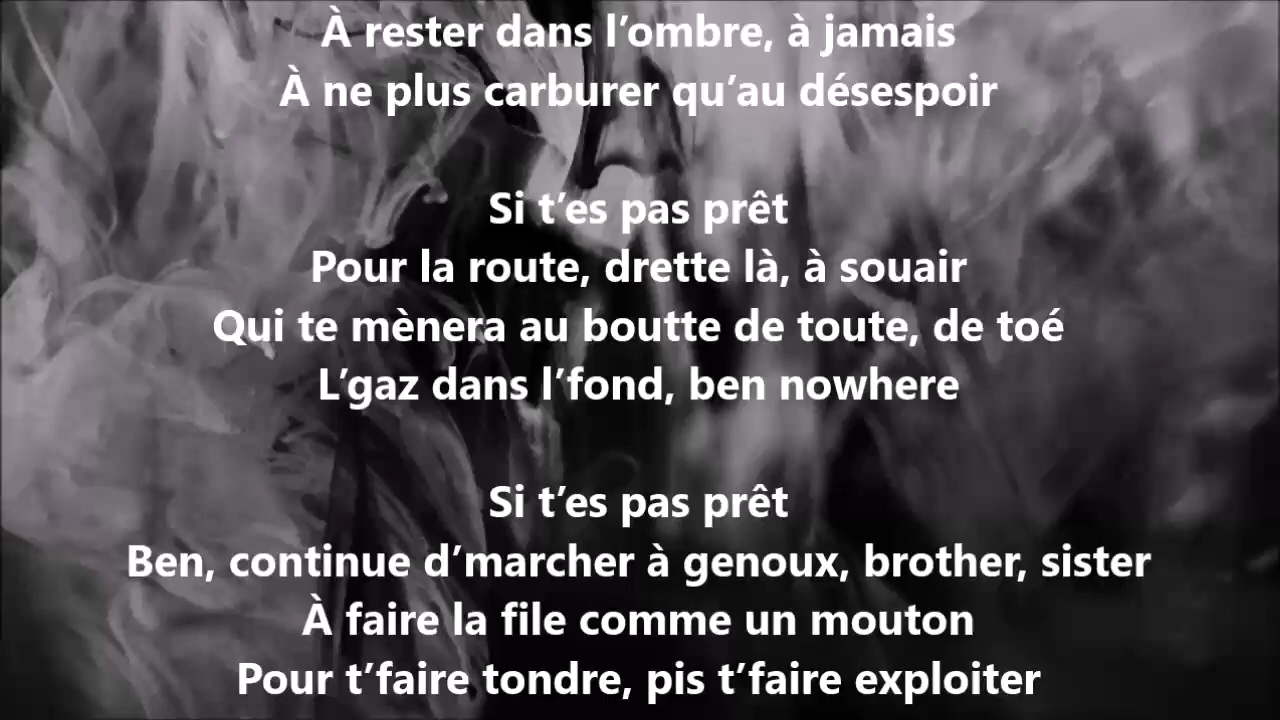 À rester dans l’ombre, à jamais
À ne plus carburer qu’au désespoir
Si t’es pas prêt
Pour la route, drette là, à souair
Qui te mènera au boutte de toute, de toé
L’gaz dans l’fond, ben nowhere
Si t’es pas prêt
Ben, continue d’marcher à genoux, brother, sister
À faire la file comme un mouton
Pour t’faire tondre, pis t’faire exploiter